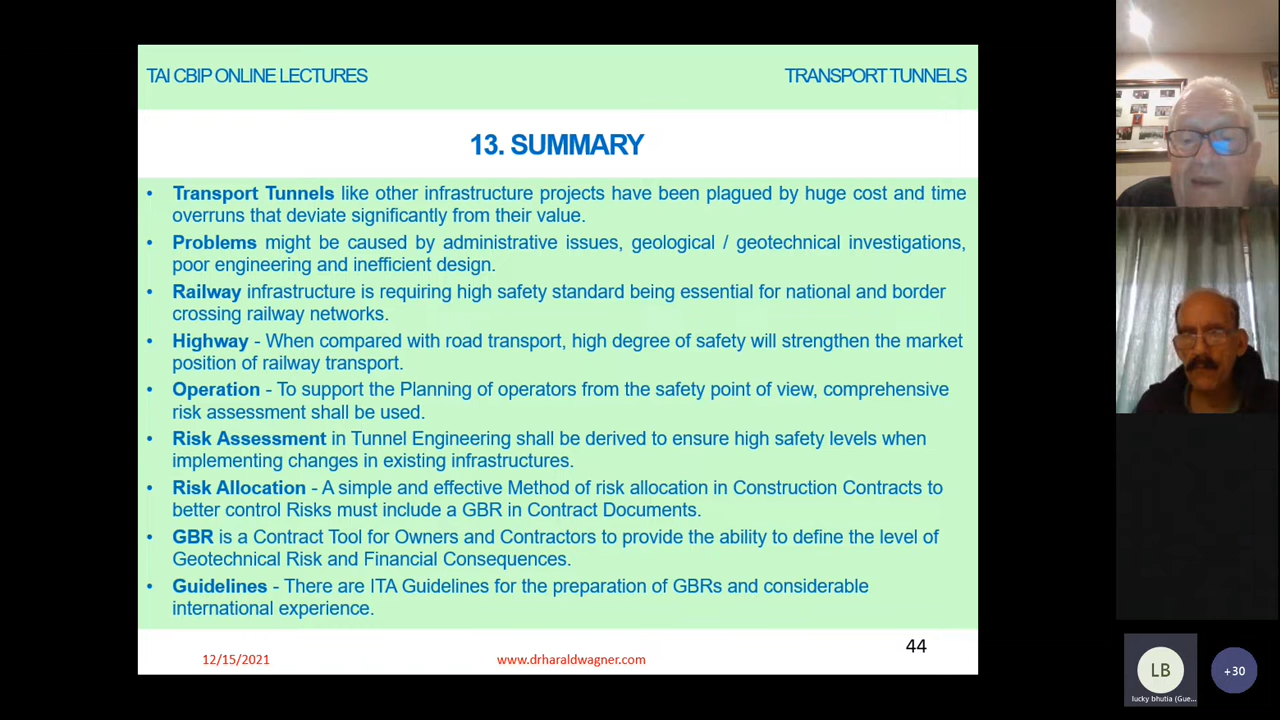 TAI CBIP ONLINE LECTURES
TRANSPORT TUNNELS
13. SUMMARY
• Transport Tunnels like other infrastructure projects have been plagued by huge cost and time
overruns that deviate significantly from their value.
• Problems might be caused by administrative issues, geological / geotechnical investigations,
poor engineering and inefficient design.
• Railway infrastructure is requiring high safety standard being essential for national and border
crossing railway networks.
• Highway - When compared with road transport, high degree of safety will strengthen the market
position of railway transport.
• Operation - To support the Planning of operators from the safety point of view, comprehensive
risk assessment shall be used.
• Risk Assessment in Tunnel Engineering shall be derived to ensure high safety levels when
implementing changes in existing infrastructures.
• Risk Allocation - A simple and effective Method of risk allocation in Construction Contracts to
better control Risks must include a GBR in Contract Documents.
• GBR is a Contract Tool for Owners and Contractors to provide the ability to define the level of
Geotechnical Risk and Financial Consequences.
• Guidelines - There are ITA Guidelines for the preparation of GBRs and considerable
international experience.
12/15/2021
www.drharaldwagner.com
44
LB
lucky bhutia (Gue...
+30